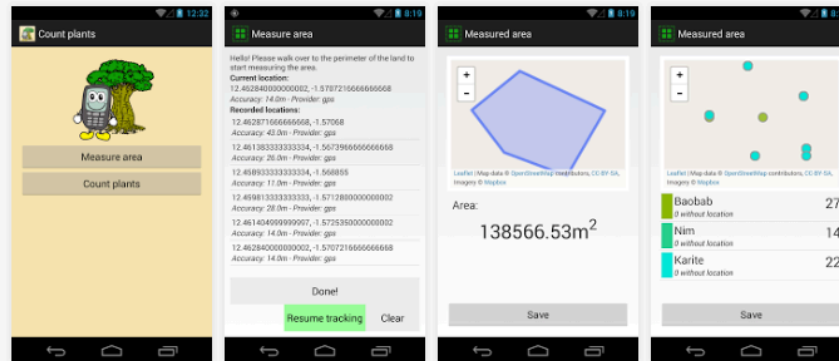 12:32
Count plants
Measure area
Count plants
8:19
Measure area
Hello! Please walk over to the perimeter of the land to
start measuring the area.
Current location:
12.462840000000002, -1.5707216666666668
Accuracy: 14.0m - Provider: gps
Recorded locations:
12.462871666666668, -1.57068
Accuracy: 43.0m - Provider: gps
12.461383333333334, -1.5673966666666668
Accuracy: 26.0m - Provider: gps
12.458933333333334, -1.568855
Accuracy: 11.0m - Provider: gps
12.459813333333333, -1.5712800000000002
Accuracy: 28.0m - Provider: gps
12.461404999999997, -1.5725350000000002
Accuracy: 14.0m - Provider: gps
12.462840000000002, -1.5707216666666668
Accuracy: 14.0m - Provider: gps
Done!
Resume tracking Clear
8:19
Measured area
+
-
Leaflet | Map data © OpenStreetMap contributors, CC-BY-SA,
Imagery © Mapbox
Area:
138566.53m²
Save
Measured area
+
-
Leaflet | Map data © OpenStreetMap contributors, CC-BY-SA,
Imagery © Mapbox
Baobab 27
0 without location
Nim 14
0 without location
Karite 22
0 without location
Save